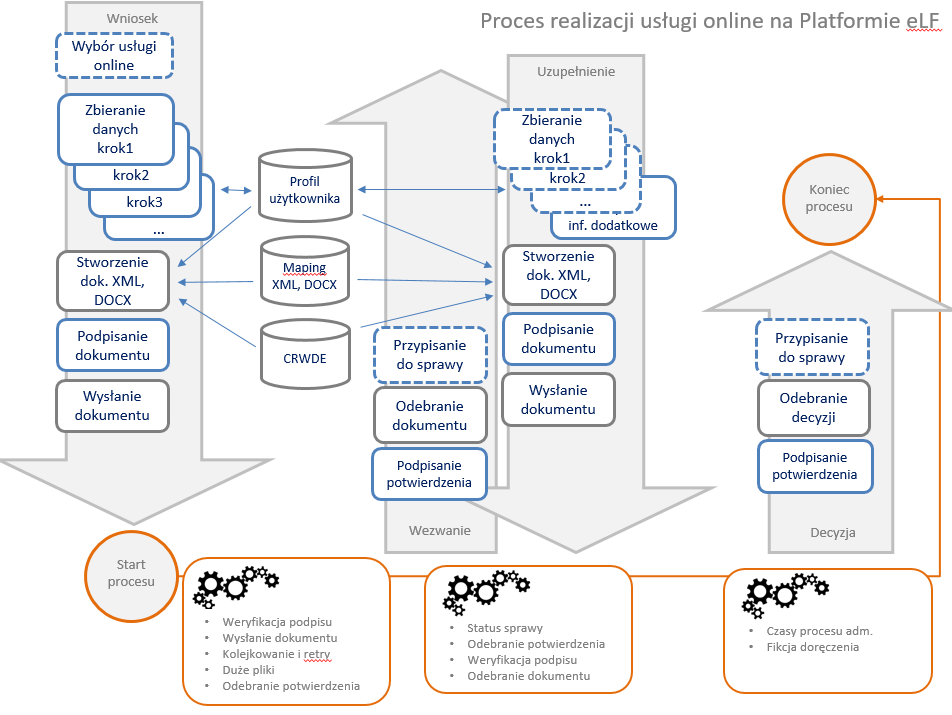 Proces realizacji usługi online na Platformie eLF
Wniosek
Wybór usługi
online
Zbieranie
danych
krok1
krok2
krok3
...
Stworzenie
dok. XML,
DOCX
Podpisanie
dokumentu
Wysłanie
dokumentu
Profil
użytkownika
Maping
XML, DOCX
CRWDE
Przypisanie
do sprawy
Odebranie
dokumentu
Podpisanie
potwierdzenia
Wezwanie
Uzupełnienie
Zbieranie
danych
krok1
krok2
...
inf. dodatkowe
Stworzenie
dok. XML,
DOCX
Podpisanie
dokumentu
Wysłanie
dokumentu
Koniec
procesu
Przypisanie
do sprawy
Odebranie
decyzji
Podpisanie
potwierdzenia
Decyzja
Start
procesu
• Weryfikacja podpisu
• Wysłanie dokumentu
• Kolejkowanie i retry
• Duże pliki
• Odebranie potwierdzenia
• Status sprawy
• Odebranie potwierdzenia
• Weryfikacja podpisu
• Odebranie dokumentu
• Czasy procesu adm.
• Fikcja doręczenia